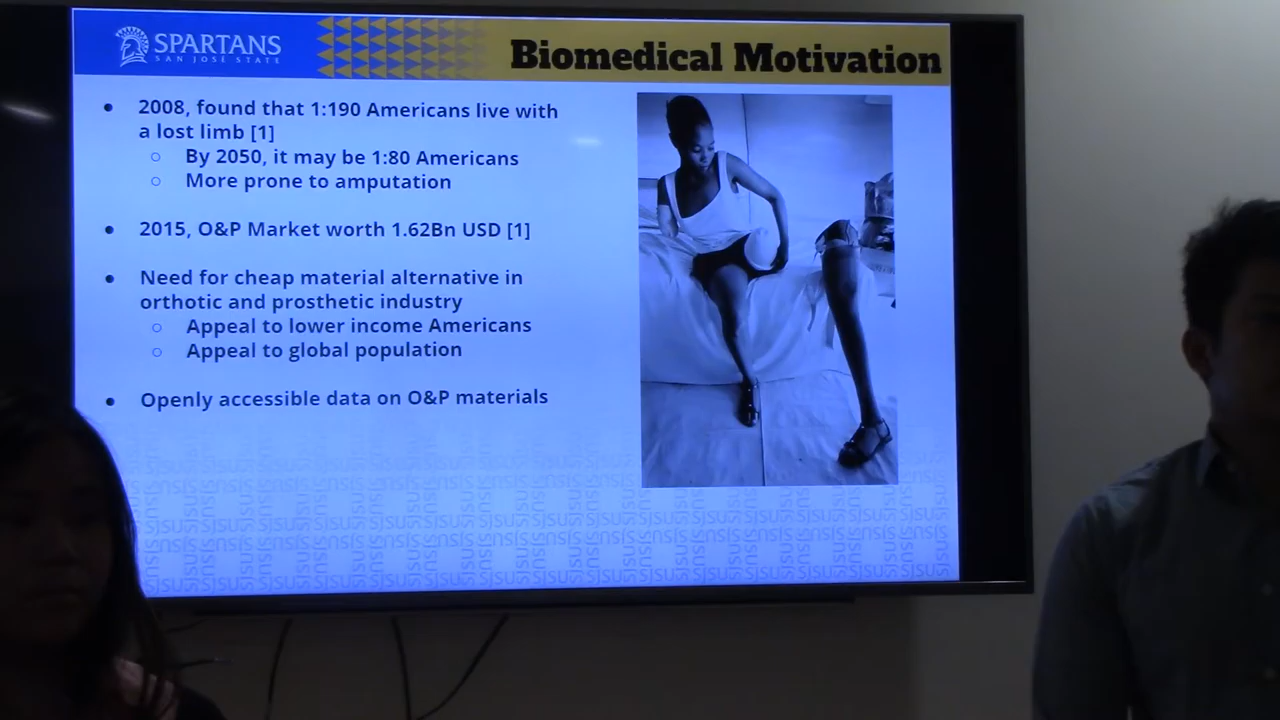 SPARTANS
SAN JOSÉ STATE
Biomedical Motivation
• 2008, found that 1:190 Americans live with
a lost limb [1]
○ By 2050, it may be 1:80 Americans
○ More prone to amputation
• 2015, O&P Market worth 1.62Bn USD [1]
• Need for cheap material alternative in
orthotic and prosthetic industry
○ Appeal to lower income Americans
○ Appeal to global population
• Openly accessible data on O&P materials